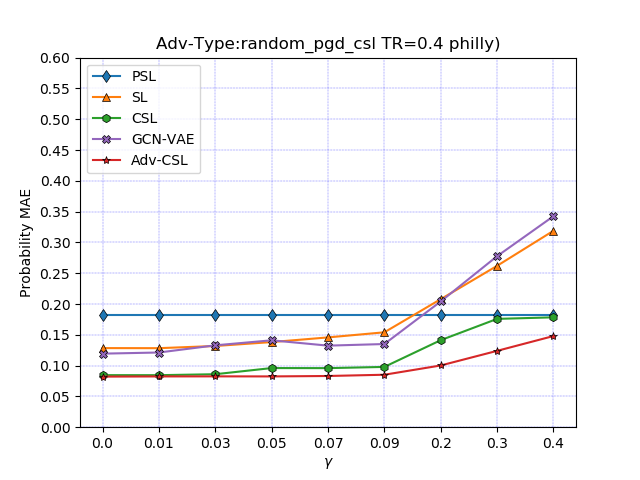 Adv-Type:random_pgd_csl TR=0.4 philly)
PSL
SL
CSL
GCN-VAE
Adv-CSL
Probability MAE
0.60
0.55
0.50
0.45
0.40
0.35
0.30
0.25
0.20
0.15
0.10
0.05
0.00
0.0 0.01 0.03 0.05 0.07 0.09 0.2 0.3 0.4
γ